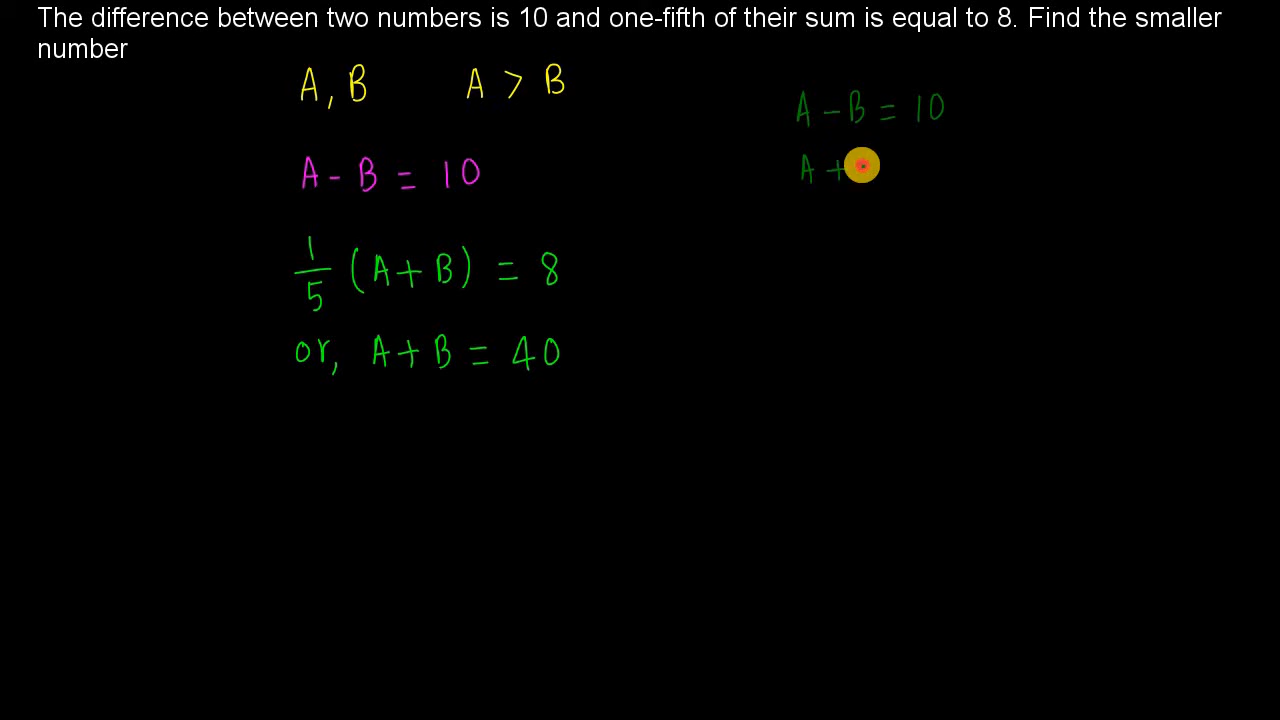 The difference between two numbers is 10 and one-fifth of their sum is equal to 8. Find the smaller
number
A, B A > B
A - B = 10
1/5 (A+B) = 8
or, A+B = 40
A - B = 10
A +